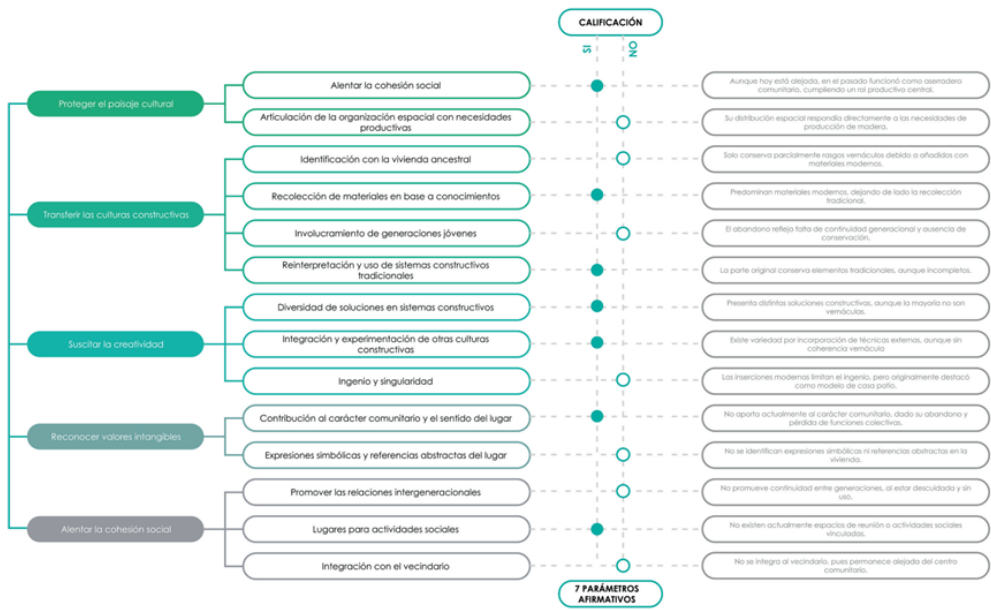 CALIFICACIÓN
SI
NO
Proteger el paisaje cultural
Alentar la cohesión social
Aunque hoy está alejada, en el pasado funcionó como aserradero
comunitario, cumpliendo un rol productivo central.
Articulación de la organización espacial con necesidades
productivas
Su distribución espacial respondía directamente a las necesidades de
producción de madera.
Transferir las culturas constructivas
Identificación con la vivienda ancestral
Solo conserva parcialmente rasgos vernáculos debido a añadidos con
materiales modernos.
Recolección de materiales en base a conocimientos
Predominan materiales modernos, dejando de lado la recolección
tradicional.
Involucramiento de generaciones jóvenes
El abandono refleja falta de continuidad generacional y ausencia de
conservación.
Reinterpretación y uso de sistemas constructivos
tradicionales
La parte original conserva elementos tradicionales, aunque incompletos.
Suscitar la creatividad
Diversidad de soluciones en sistemas constructivos
Presenta distintas soluciones constructivas, aunque la mayoría no son
vernáculas.
Integración y experimentación de otras culturas
constructivas
Existe variedad por incorporación de técnicas externas, aunque sin
coherencia vernácula
Ingenio y singularidad
Las inserciones modernas limitan el ingenio, pero originalmente destacó
como modelo de casa patio.
Reconocer valores intangibles
Contribución al carácter comunitario y el sentido del lugar
No aporta actualmente al carácter comunitario, dado su abandono y
pérdida de funciones colectivas.
Expresiones simbólicas y referencias abstractas del lugar
No se identifican expresiones simbólicas ni referencias abstractas en la
vivienda.
Alentar la cohesión social
Promover las relaciones intergeneracionales
No promueve continuidad entre generaciones, al estar descuidada y sin
uso.
Lugares para actividades sociales
No existen actualmente espacios de reunión o actividades sociales
vinculadas.
Integración con el vecindario
No se integra al vecindario, pues permanece alejada del centro
comunitario.
7 PARÁMETROS
AFIRMATIVOS